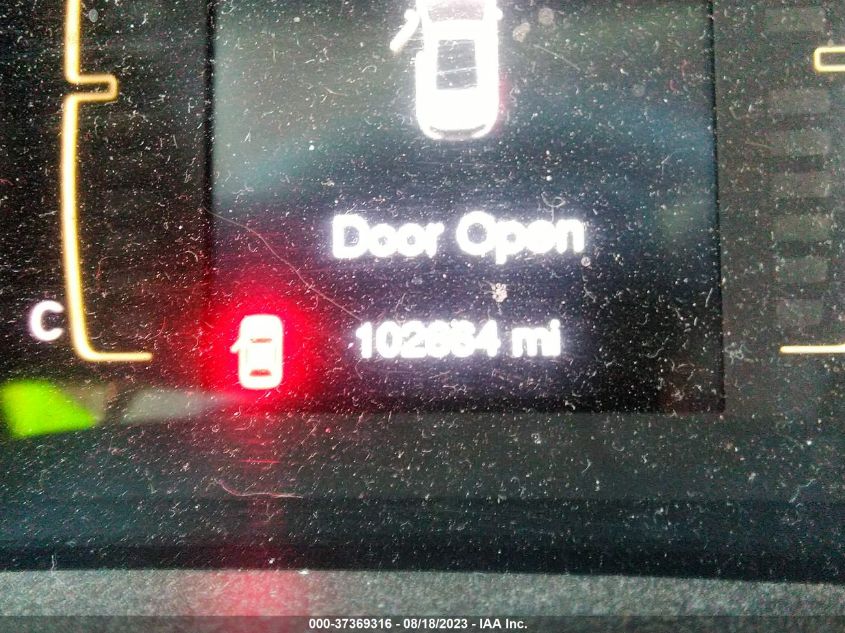 Door Open
C
mi
000-37369316 - 08/18/2023 - IAA Inc.